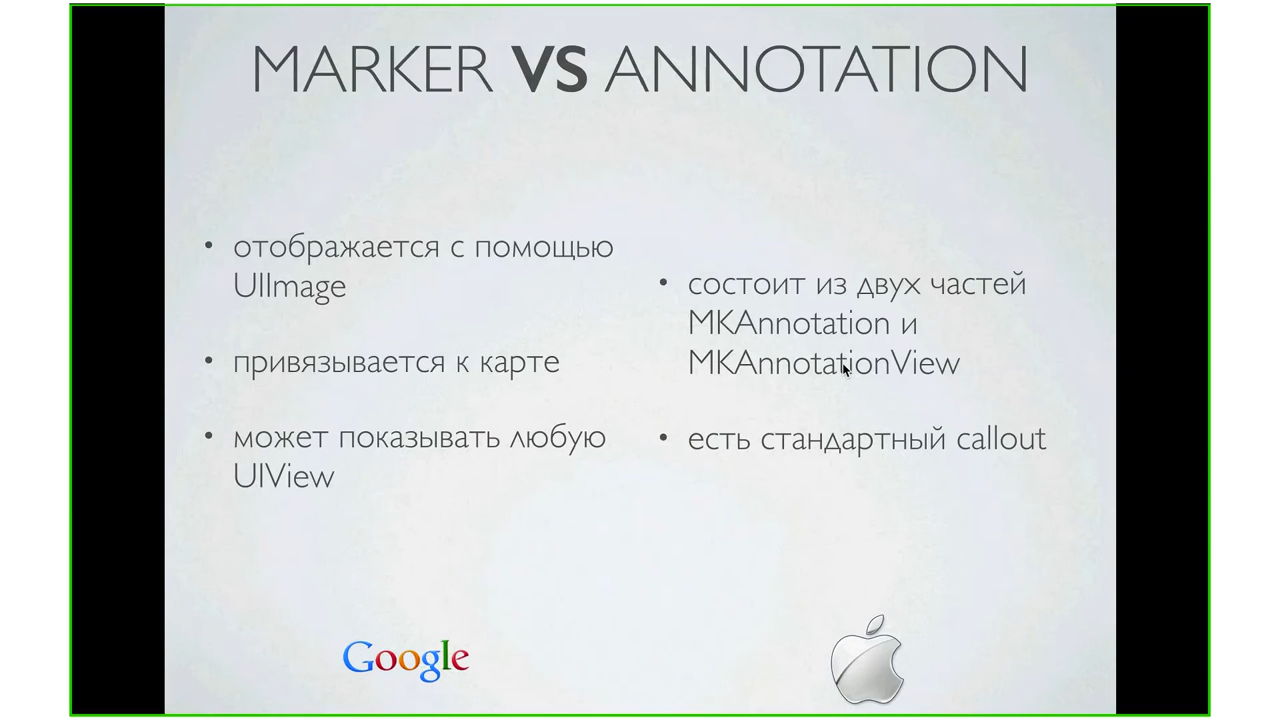 MARKER VS ANNOTATION
• отображается с помощью
UIImage
• привязывается к карте
• может показывать любую
UIView
• состоит из двух частей
MKAnnotation и
MKAnnotationView
• есть стандартный callout
Google